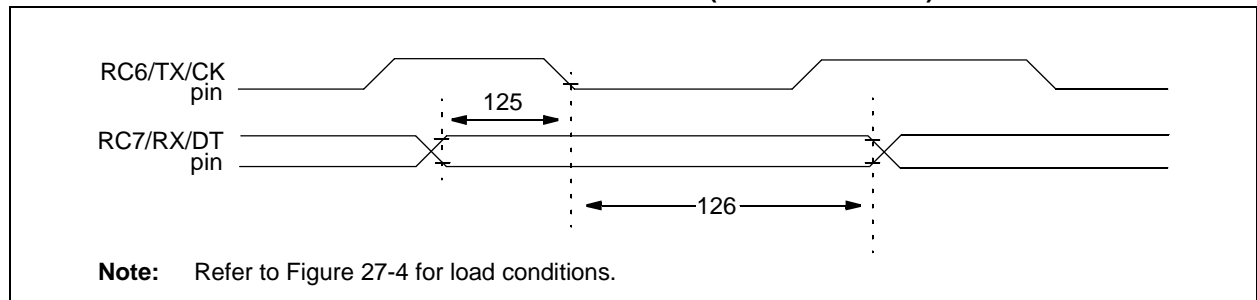 RC6/TX/CK
pin
125
RC7/RX/DT
pin
126
Note: Refer to Figure 27-4 for load conditions.